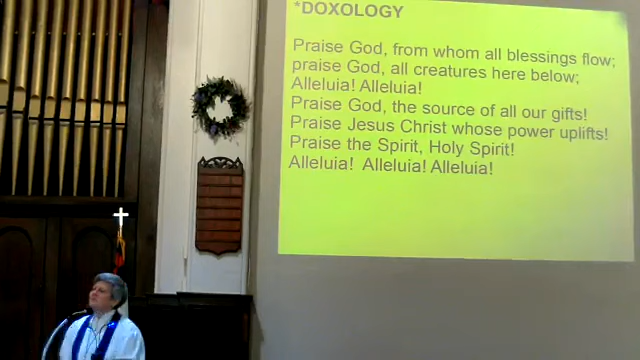 *DOXOLOGY
Praise God, from whom all blessings flow;
praise God, all creatures here below;
Alleluia! Alleluia!
Praise God, the source of all our gifts!
Praise Jesus Christ whose power uplifts!
Praise the Spirit, Holy Spirit!
Alleluia!  Alleluia! Alleluia!